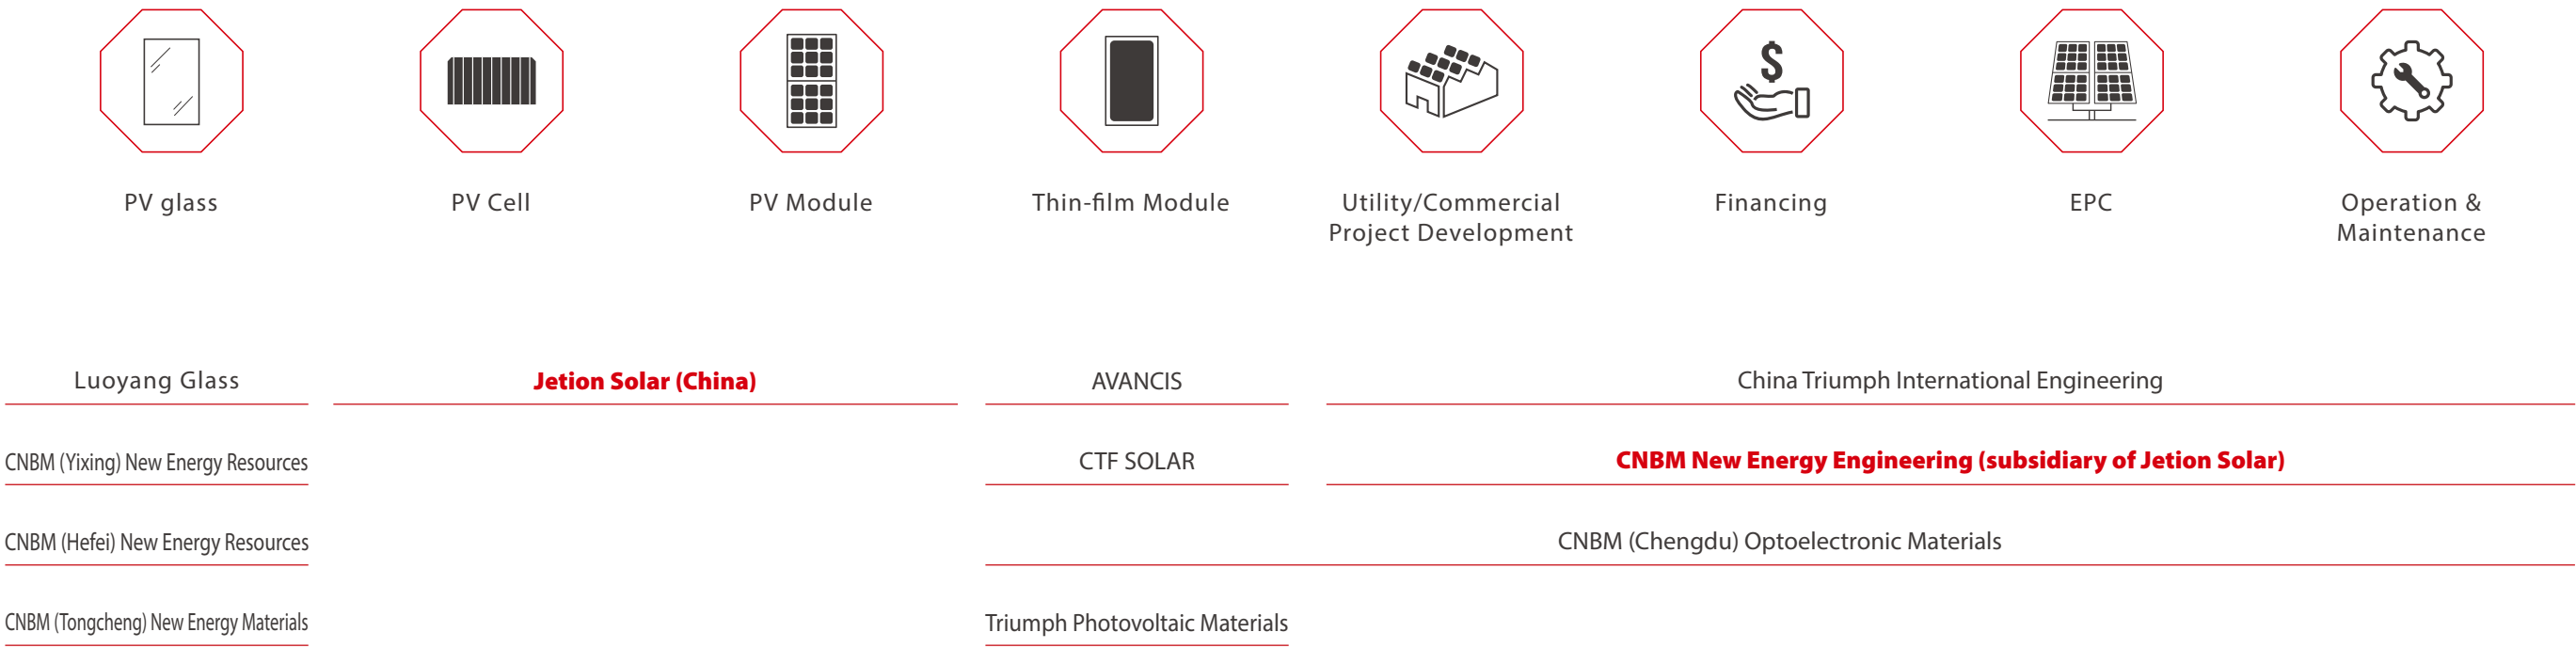 $
PV glass
PV Cell
PV Module
Thin-film Module
Utility/Commercial
Project Development
Financing
EPC
Operation &
Maintenance
Luoyang Glass
Jetion Solar (China)
AVANCIS
China Triumph International Engineering
CNBM (Yixing) New Energy Resources
CTF SOLAR
CNBM New Energy Engineering (subsidiary of Jetion Solar)
CNBM (Hefei) New Energy Resources
CNBM (Chengdu) Optoelectronic Materials
CNBM (Tongcheng) New Energy Materials
Triumph Photovoltaic Materials